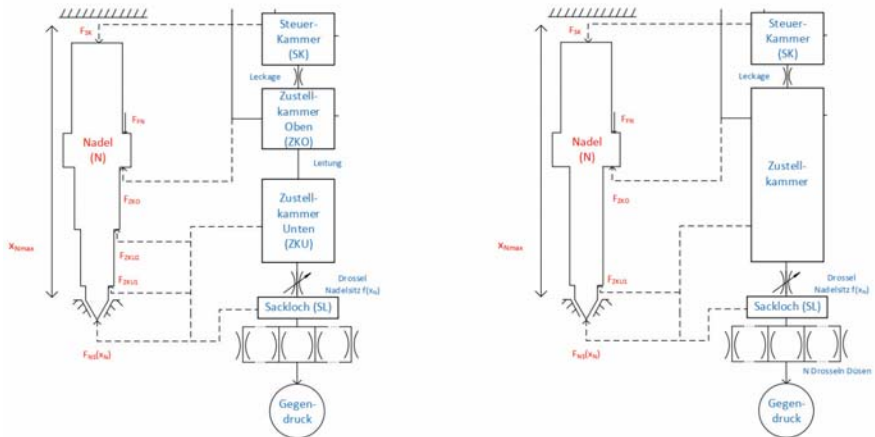 F_SK
Steuer-
Kammer
(SK)
Leckage
F_FN
Zustell-
kammer
Oben
(ZKO)
Nadel
(N)
Leitung
F_ZKO
Zustell-
kammer
Unten
(ZKU)
x_Nmax
F_ZKU2
F_ZKU1
Drossel
Nadelsitz f(x_N)
Sackloch (SL)
F_NS(x_N)
Gegen-
druck
F_SK
Steuer-
Kammer
(SK)
Leckage
F_FN
Nadel
(N)
Zustell-
kammer
F_ZKO
x_Nmax
F_ZKU1
Drossel
Nadelsitz f(x_N)
Sackloch (SL)
F_NS(x_N)
N Drosseln Düsen
Gegen-
druck